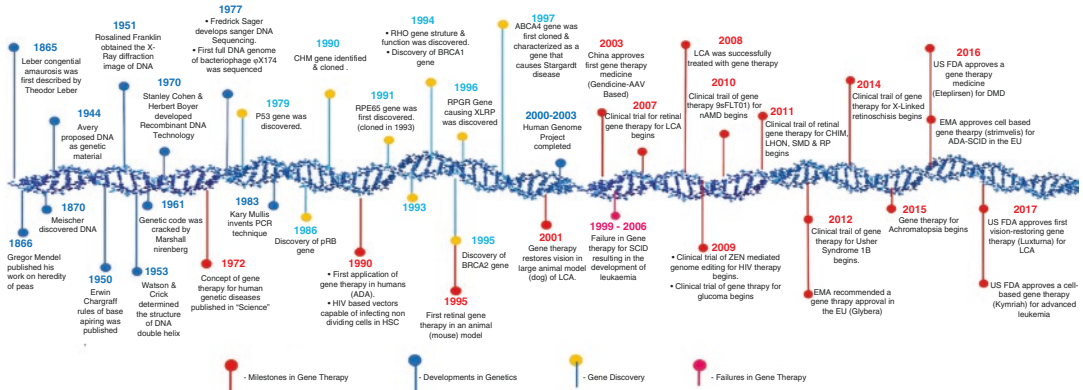 1865
Leber congential
amaurosis was
first described by
Theodor Leber
1944
Avery
proposed DNA
as genetic
material
1951
Rosalined Franklin
obtained the X-
Ray diffraction
image of DNA
1970
Stanley Cohen &
Herbert Boyer
developed
Recombinant DNA
Technology
1977
• Fredrick Sager
develops sanger DNA
Sequencing.
• First full DNA genome
of bacteriophage φX174
was sequenced
1979
P53 gene was
discovered.
1990
CHM gene identified
& cloned .
1991
RPE65 gene was
first discovered.
(cloned in 1993)
1994
• RHO gene struture &
function was discovered.
• Discovery of BRCA1
gene
1996
RPGR Gene
causing XLRP
was discovered
1997
ABCA4 gene was
first cloned &
characterized as a
gene that
causes Stargardt
disease
2000-2003
Human Genome
Project
completed
2003
China approves
first gene therapy
medicine
(Gendicine-AAV
Based)
2007
Clinical trial for retinal
gene therapy for LCA
begins
2008
LCA was successfully
treated with gene therapy
2010
Clinical trail of gene
therapy 9sFLT01) for
nAMD begins
2011
Clinical trail of retinal
gene therapy for CHIM,
LHON, SMD & RP
begins
2014
Clinical trail of gene
therapy for X-Linked
retinoschisis begins
2016
US FDA approves a
gene therapy medicine
(Eteplirsen) for DMD
EMA approves cell based
gene thearpy (strimvelis) for
ADA-SCID in the EU
1866
Gregor Mendel
published his
work on heredity
of peas
1870
Meischer
discovered DNA
1950
Erwin
Chargraff
rules of base
apiring was
published
1953
Watson &
Crick
determined
the structure
of DNA
double helix
1961
Genetic code was
cracked by
Marshall
nirenberg
1972
Concept of gene
therapy for human
genetic diseases
published in “Science”
1983
Kary Mullis
invents PCR
technique
1986
Discovery of pRB
gene
1990
• First application of
gene therapy in humans
(ADA).
• HIV based vectors
capable of infecting non
dividing cells in HSC
1993
1995
Discovery of
BRCA2 gene
1995
First retinal gene
therapy in an animal
(mouse) model
2001
Gene therapy
restores vision in
large animal model
(dog) of LCA.
1999 - 2006
Failure in Gene
therapy for SCID
resulting in the
development of
leukaemia
2009
• Clinical trial of ZEN mediated
genome editing for HIV therapy
begins.
• Clinical trial of gene therapy for
glucoma begins
2012
Clinical trail of gene
therapy for Usher
Syndrome 1B
begins.
EMA recommended a
gene therapy approval in
the EU (Glybera)
2015
Gene therapy for
Achromatopsia begins
2017
US FDA approves first
vision-restoring gene
therapy (Luxturna) for
LCA
US FDA approves a cell-
based gene therapy
(Kymriah) for advanced
leukemia
- Milestones in Gene Therapy
- Developments in Genetics
- Gene Discovery
- Failures in Gene Therapy